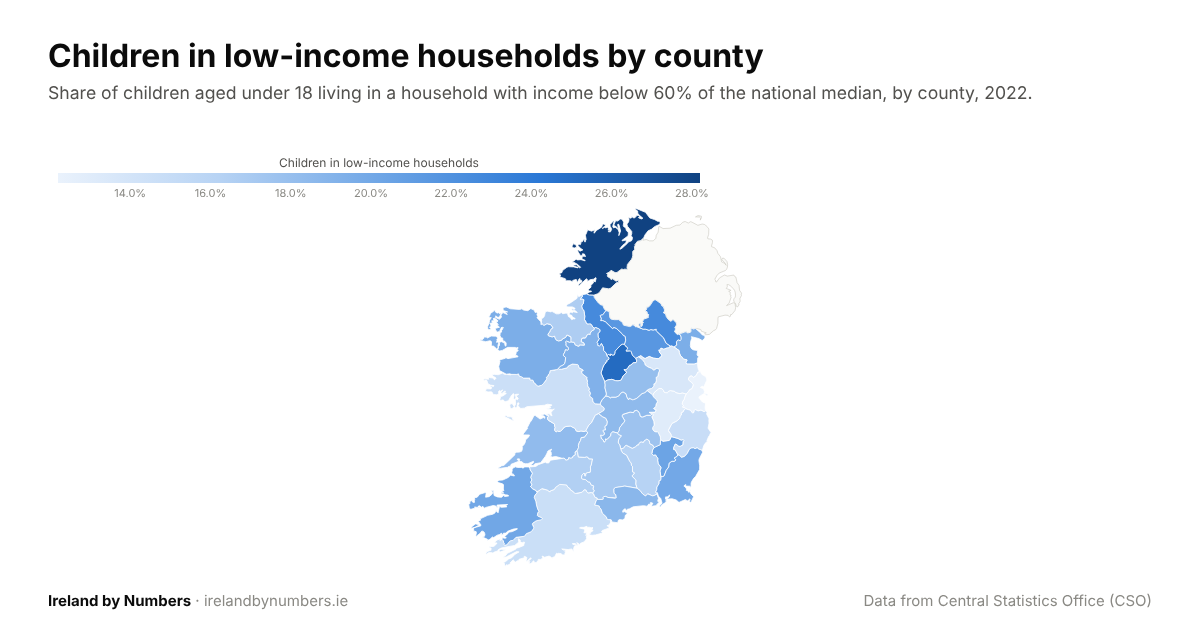 Children in low-income households by county
Share of children aged under 18 living in a household with income below 60% of the national median, by county, 2022.
Children in low-income households
14.0% 16.0% 18.0% 20.0% 22.0% 24.0% 26.0% 28.0%
Ireland by Numbers · irelandbynumbers.ie
Data from Central Statistics Office (CSO)